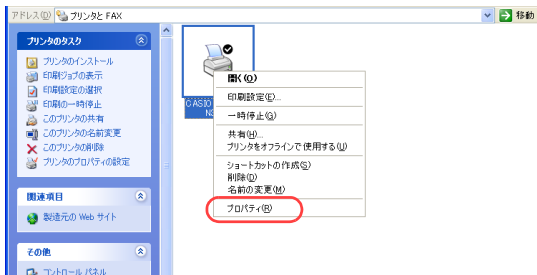 アドレス(D) プリンタと FAX 移動
プリンタのタスク
プリンタのインストール
印刷ジョブの表示
印刷設定の選択
印刷の一時停止
このプリンタの共有
このプリンタの名前変更
このプリンタの削除
プリンタのプロパティの設定
関連項目
製造元の Web サイト
その他
コントロール パネル
CASIO
開く(O)
印刷設定(E)...
一時停止(G)
共有(H)...
プリンタをオフラインで使用する(U)
ショートカットの作成(S)
削除(D)
名前の変更(M)
プロパティ(R)